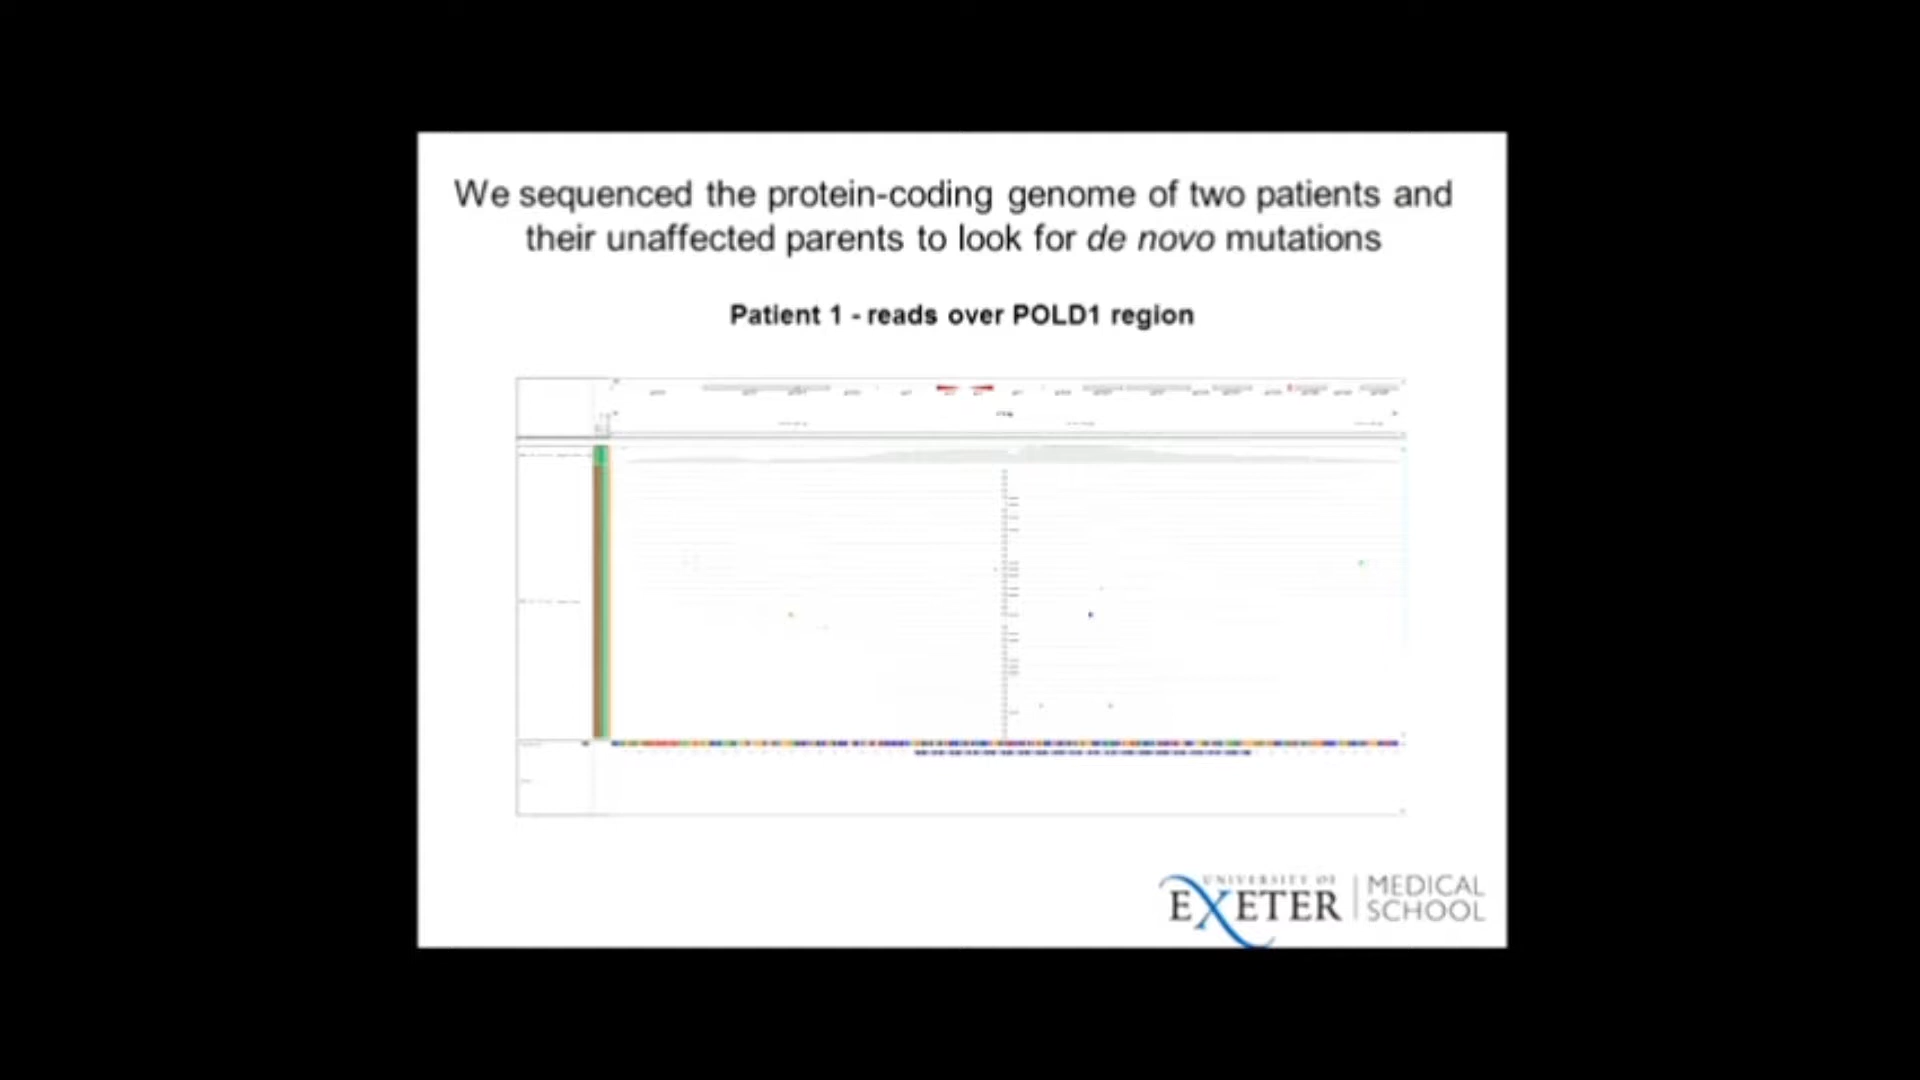 We sequenced the protein-coding genome of two patients and
their unaffected parents to look for de novo mutations
Patient 1 - reads over POLD1 region
UNIVERSITY OF
EXETER
MEDICAL
SCHOOL